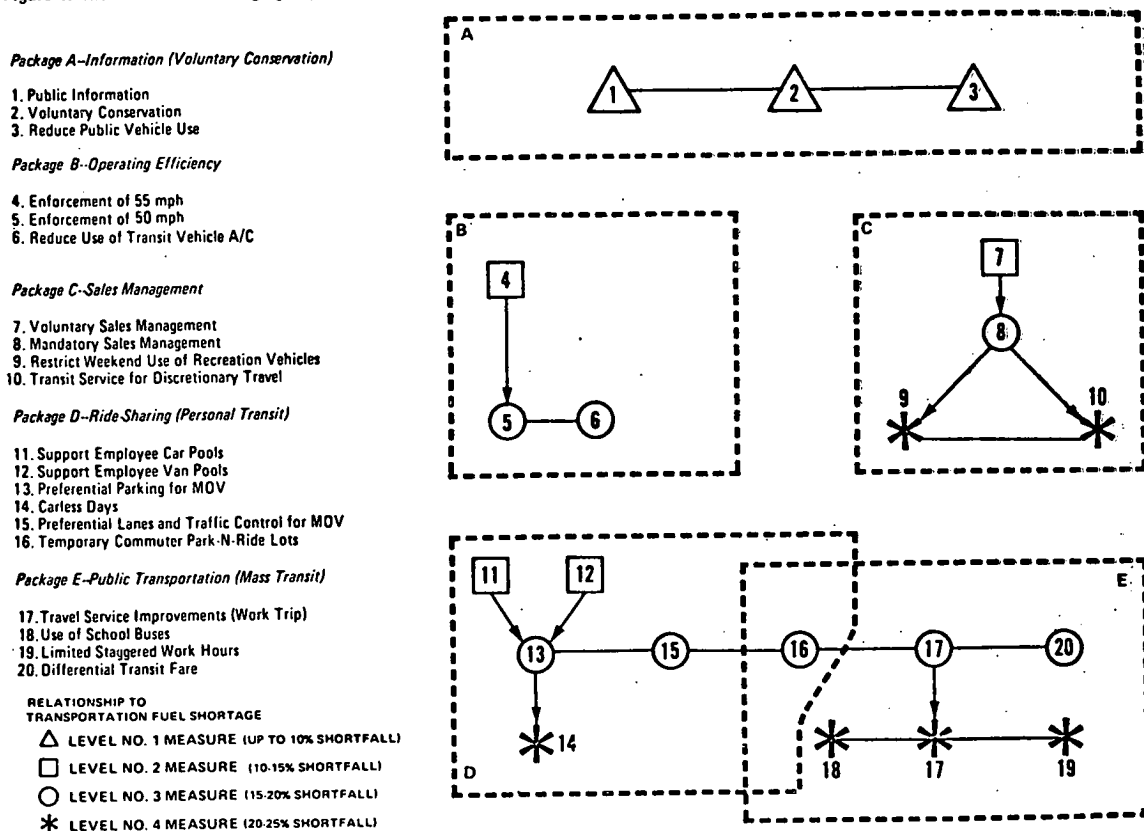 Package A--Information (Voluntary Conservation)
1. Public Information
2. Voluntary Conservation
3. Reduce Public Vehicle Use
Package B--Operating Efficiency
4. Enforcement of 55 mph
5. Enforcement of 50 mph
6. Reduce Use of Transit Vehicle A/C
Package C--Sales Management
7. Voluntary Sales Management
8. Mandatory Sales Management
9. Restrict Weekend Use of Recreation Vehicles
10. Transit Service for Discretionary Travel
Package D--Ride-Sharing (Personal Transit)
11. Support Employee Car Pools
12. Support Employee Van Pools
13. Preferential Parking for MOV
14. Carless Days
15. Preferential Lanes and Traffic Control for MOV
16. Temporary Commuter Park-N-Ride Lots
Package E--Public Transportation (Mass Transit)
17. Travel Service Improvements (Work Trip)
18. Use of School Buses
19. Limited Staggered Work Hours
20. Differential Transit Fare
RELATIONSHIP TO
TRANSPORTATION FUEL SHORTAGE
LEVEL NO. 1 MEASURE (UP TO 10% SHORTFALL)
LEVEL NO. 2 MEASURE (10-15% SHORTFALL)
LEVEL NO. 3 MEASURE (15-20% SHORTFALL)
LEVEL NO. 4 MEASURE (20-25% SHORTFALL)
A
1 2 3
B
4
5 6
C
7
8
9 10
D
11 12
13 15 16 17 20
14
E
18 17 19